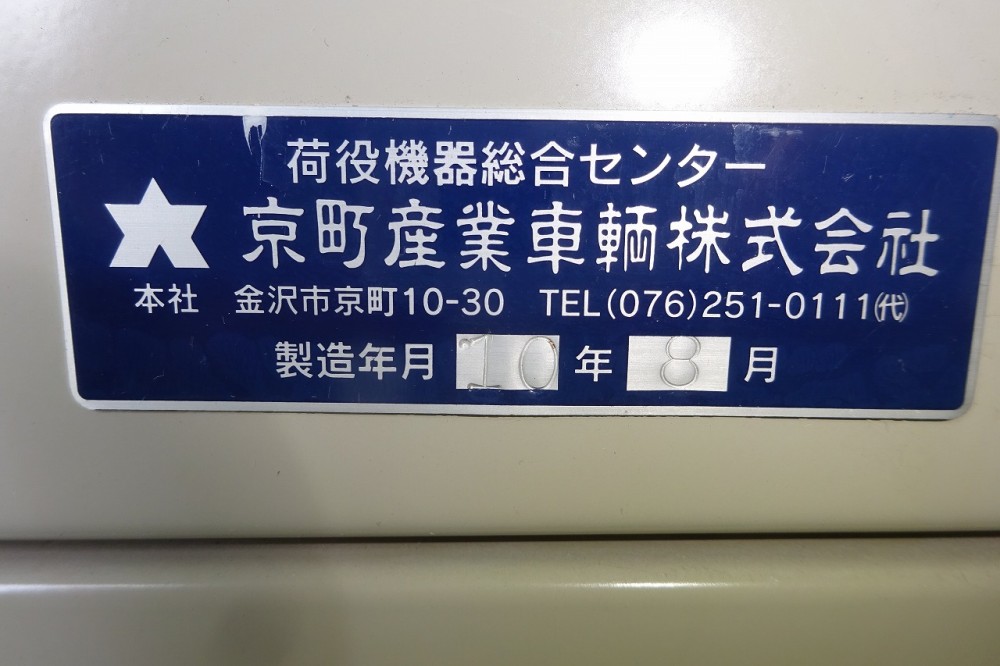 荷役機器総合センター
京町産業車輌株式会社
本社 金沢市京町10-30 TEL(076)251-0111㈹
製造年月 '10年 8月